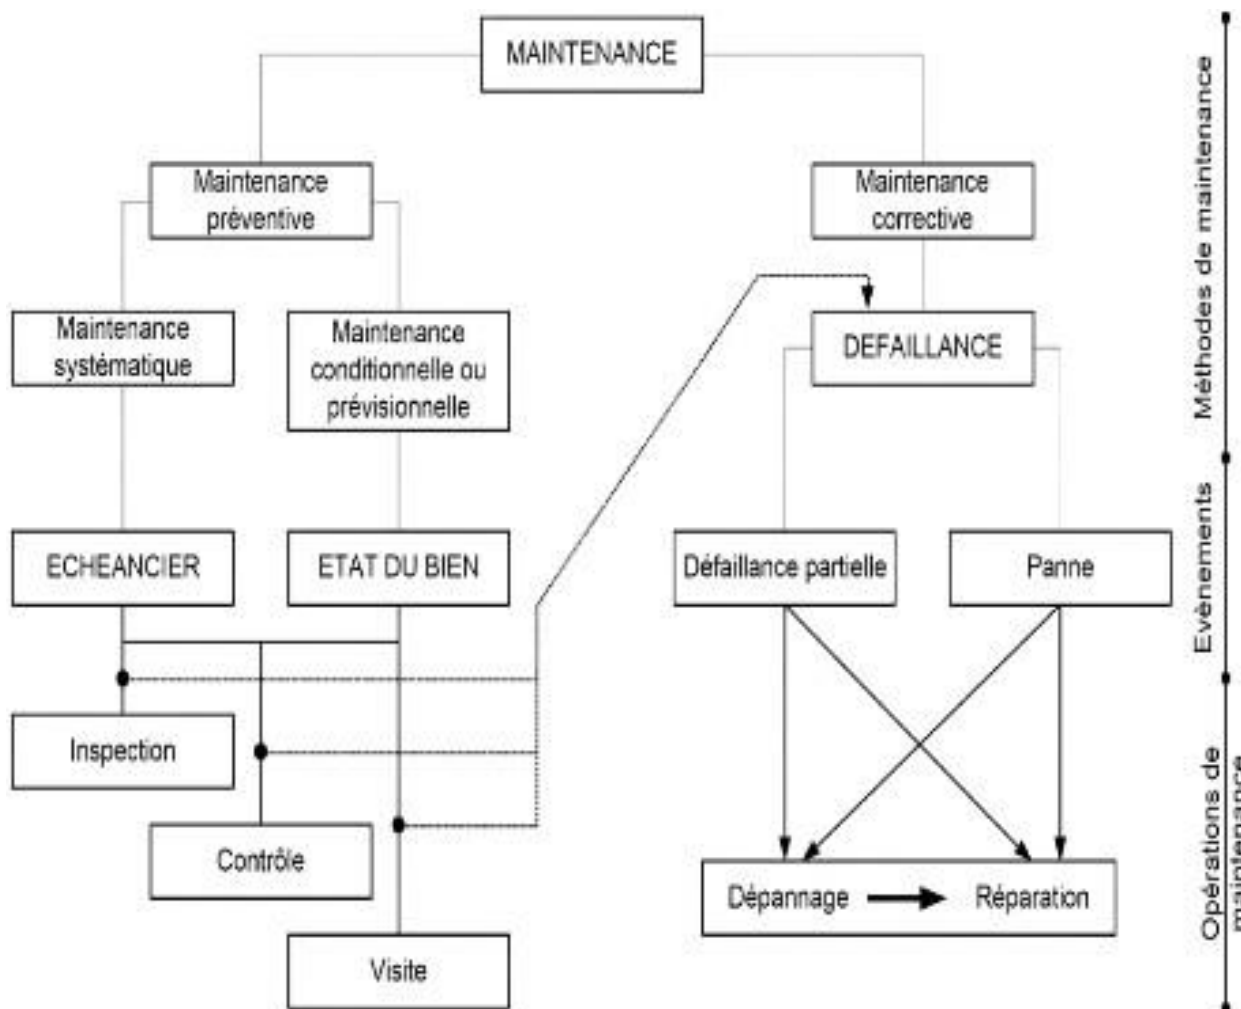 MAINTENANCE
Maintenance
préventive
Maintenance
corrective
Maintenance
systématique
Maintenance
conditionnelle ou
prévisionnelle
DEFAILLANCE
ECHEANCIER
ETAT DU BIEN
Défaillance partielle
Panne
Inspection
Contrôle
Visite
Dépannage
Réparation
Méthodes de maintenance
Evènements
Opérations de
maintenance